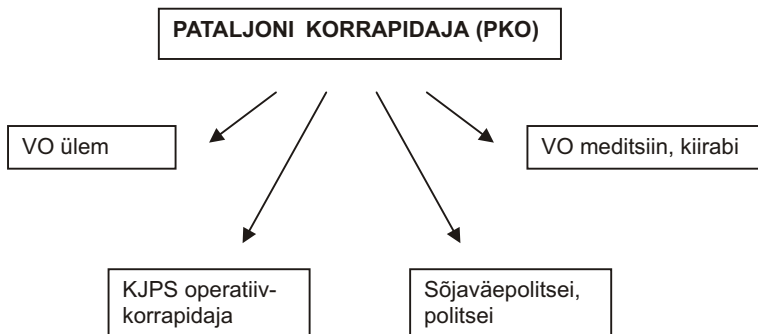 PATALJONI KORRAPIDAJA (PKO)
VO ülem
VO meditsiin, kiirabi
KJPS operatiiv-
korrapidaja
Sõjaväepolitsei,
politsei